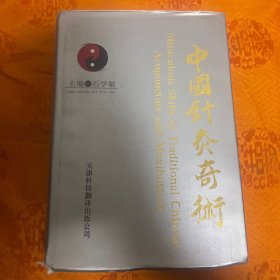 中國針灸奇術
Miraculous Skills in Traditional Chinese
Acupuncture and Moxibustion
主编 石学敏
天津科技翻译出版公司